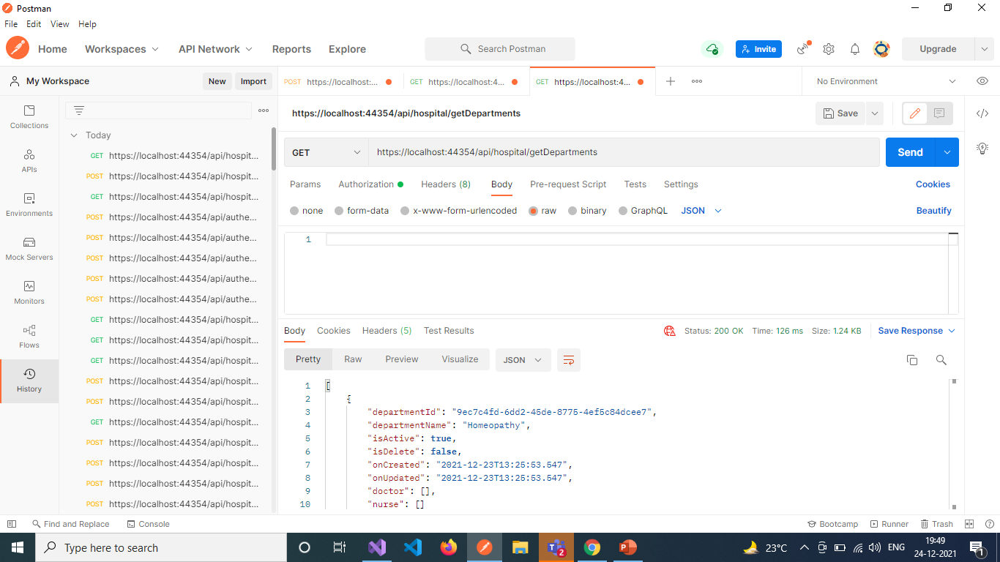 Postman
File Edit View Help
Home Workspaces API Network Reports Explore Search Postman Invite Upgrade
My Workspace New Import POST https://localhost:... GET https://localhost:4... GET https://localhost:4... No Environment
https://localhost:44354/api/hospital/getDepartments Save
Collections
APIs
Environments
Mock Servers
Monitors
Flows
History
Today
GET https://localhost:44354/api/hospit...
POST https://localhost:44354/api/hospit...
GET https://localhost:44354/api/hospit...
POST https://localhost:44354/api/authe...
POST https://localhost:44354/api/authe...
POST https://localhost:44354/api/authe...
POST https://localhost:44354/api/authe...
POST https://localhost:44354/api/authe...
GET https://localhost:44354/api/hospit...
GET https://localhost:44354/api/hospit...
GET https://localhost:44354/api/hospit...
POST https://localhost:44354/api/hospit...
POST https://localhost:44354/api/hospit...
GET https://localhost:44354/api/hospit...
POST https://localhost:44354/api/hospit...
POST https://localhost:44354/api/hospit...
POST https://localhost:44354/api/hospit...
POST https://localhost:44354/api/hospit...
GET https://localhost:44354/api/hospital/getDepartments Send
Params Authorization Headers (8) Body Pre-request Script Tests Settings Cookies
none form-data x-www-form-urlencoded raw binary GraphQL JSON Beautify
1
Body Cookies Headers (5) Test Results Status: 200 OK Time: 126 ms Size: 1.24 KB Save Response
Pretty Raw Preview Visualize JSON
1 [
2 {
3 "departmentId": "9ec7c4fd-6dd2-45de-8775-4ef5c84dcee7",
4 "departmentName": "Homeopathy",
5 "isActive": true,
6 "isDelete": false,
7 "onCreated": "2021-12-23T13:25:53.547",
8 "onUpdated": "2021-12-23T13:25:53.547",
9 "doctor": [],
10 "nurse": []
Find and Replace Console Bootcamp Runner Trash
Type here to search 2 23°C ENG 19:49 1
24-12-2021